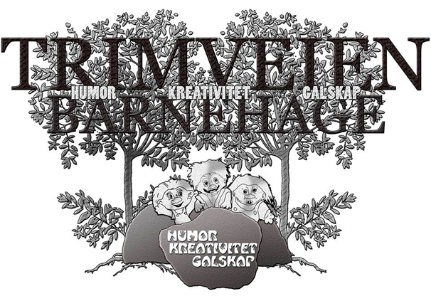 TRIMVEIEN
HUMOR KREATIVITET GALSKAP
BARNEHAGE
HUMOR
KREATIVITET
GALSKAP